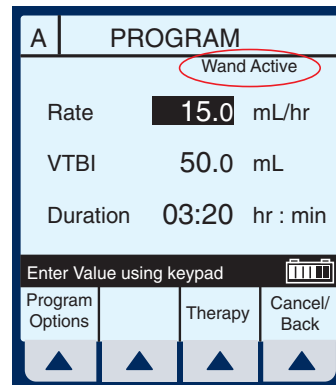 A PROGRAM
Wand Active
Rate 15.0 mL/hr
VTBI 50.0 mL
Duration 03:20 hr : min
Enter Value using keypad
Program Options Therapy Cancel/ Back